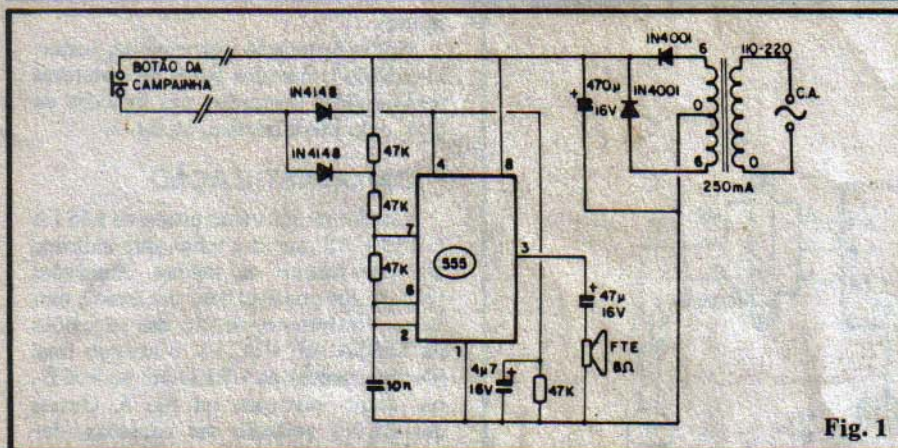 BOTÃO DA
CAMPAINHA
1N4148
1N4148
47K
47K
47K
10n
4
8
7
6
2
1
3
555
4µ7
16V
+
47K
+
47µ
16V
FTE
8Ω
+
470µ
16V
1N4001
1N4001
6
0
6
110-220
0
250mA
C.A.
Fig. 1